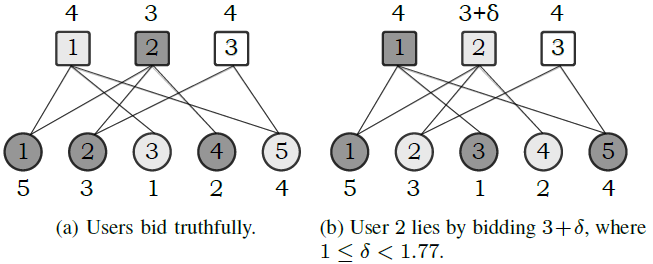 4 3 4
1 2 3
1 2 3 4 5
5 3 1 2 4
(a) Users bid truthfully.
4 3+δ 4
1 2 3
1 2 3 4 5
5 3 1 2 4
(b) User 2 lies by bidding 3+δ, where
1 ≤ δ < 1.77.